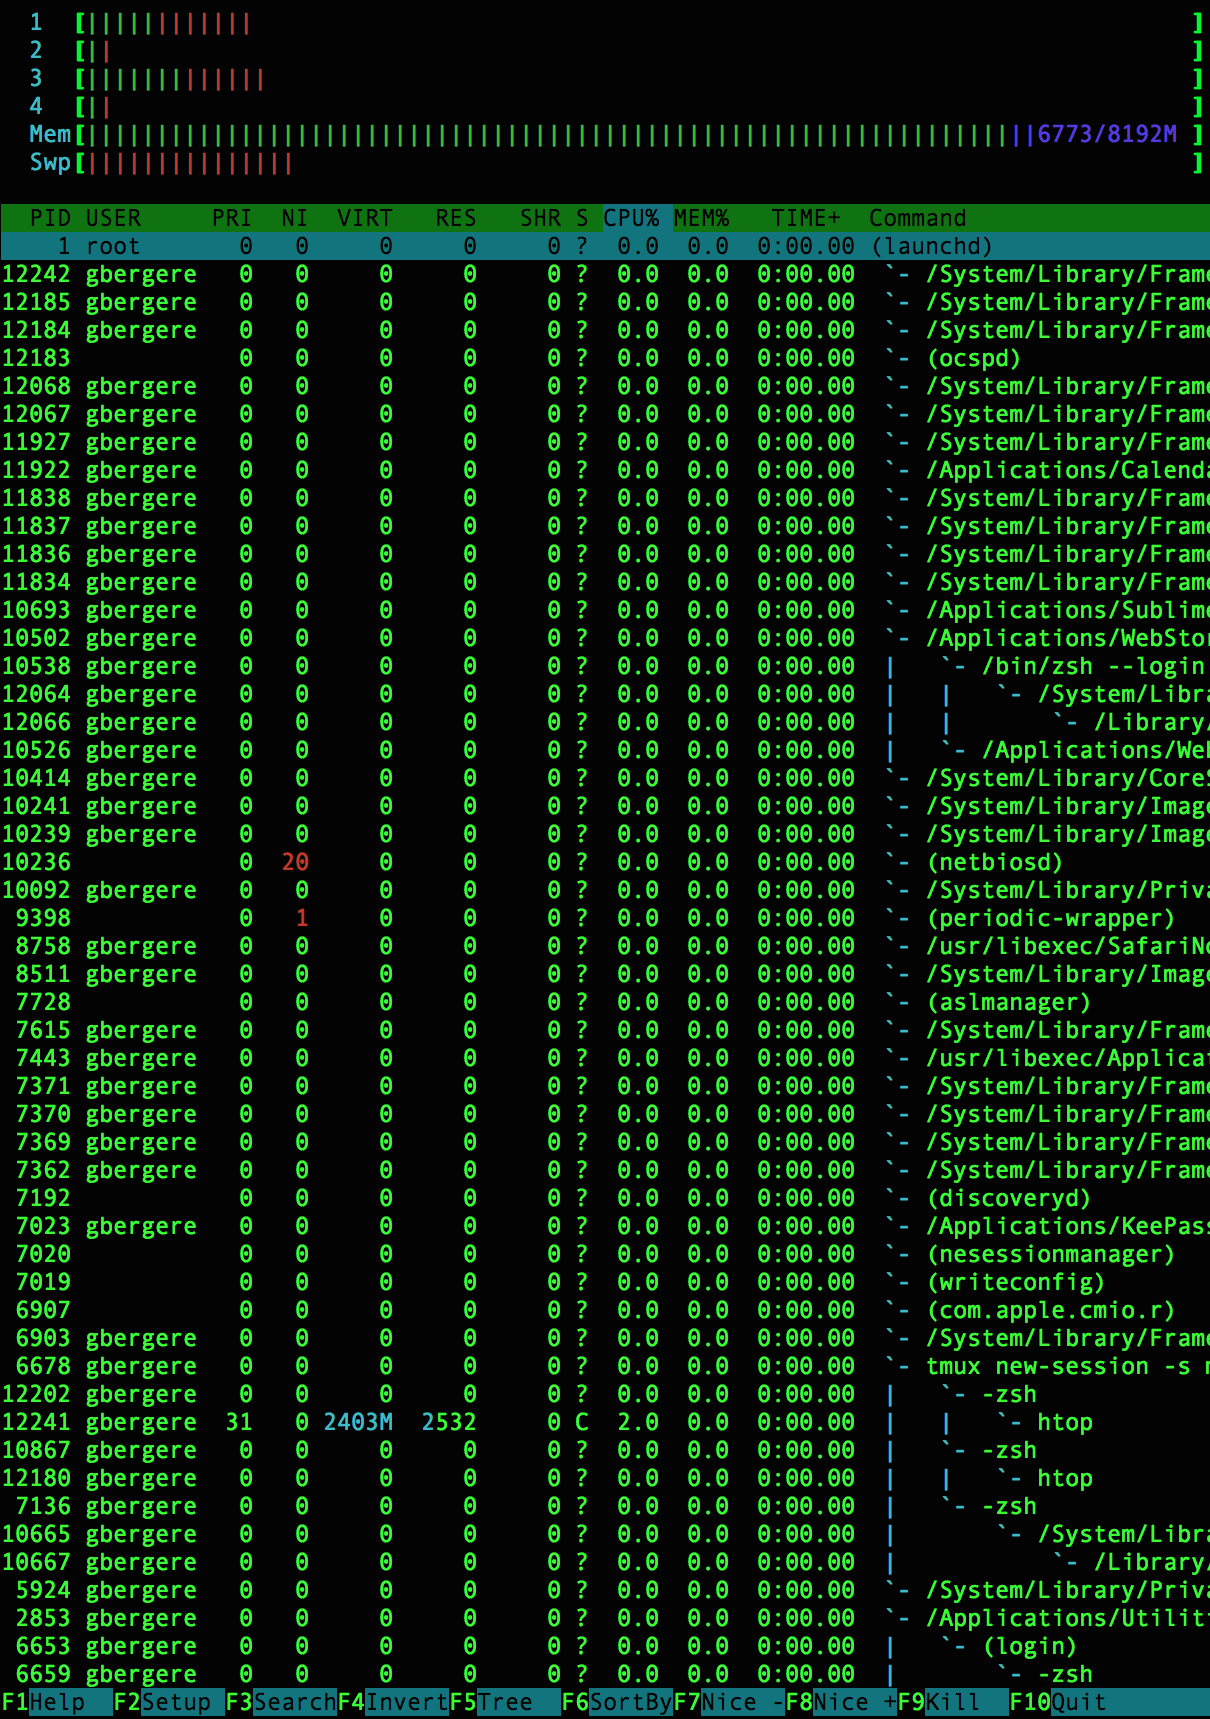 1 [|||||||||||| ]
2 [|| ]
3 [||||||||||||| ]
4 [|| ]
Mem[||||||||||||||||||||||||||||||||||||||||||||||||||||||||||||||||||||6773/8192M ]
Swp[||||||||||||||| ]
PID USER PRI NI VIRT RES SHR S CPU% MEM% TIME+ Command
1 root 0 0 0 0 0 ? 0.0 0.0 0:00.00 (launchd)
12242 gbergere 0 0 0 0 0 ? 0.0 0.0 0:00.00 `- /System/Library/Frame
12185 gbergere 0 0 0 0 0 ? 0.0 0.0 0:00.00 `- /System/Library/Frame
12184 gbergere 0 0 0 0 0 ? 0.0 0.0 0:00.00 `- /System/Library/Frame
12183 0 0 0 0 0 ? 0.0 0.0 0:00.00 `- (ocspd)
12068 gbergere 0 0 0 0 0 ? 0.0 0.0 0:00.00 `- /System/Library/Frame
12067 gbergere 0 0 0 0 0 ? 0.0 0.0 0:00.00 `- /System/Library/Frame
11927 gbergere 0 0 0 0 0 ? 0.0 0.0 0:00.00 `- /System/Library/Frame
11922 gbergere 0 0 0 0 0 ? 0.0 0.0 0:00.00 `- /Applications/Calenda
11838 gbergere 0 0 0 0 0 ? 0.0 0.0 0:00.00 `- /System/Library/Frame
11837 gbergere 0 0 0 0 0 ? 0.0 0.0 0:00.00 `- /System/Library/Frame
11836 gbergere 0 0 0 0 0 ? 0.0 0.0 0:00.00 `- /System/Library/Frame
11834 gbergere 0 0 0 0 0 ? 0.0 0.0 0:00.00 `- /System/Library/Frame
10693 gbergere 0 0 0 0 0 ? 0.0 0.0 0:00.00 `- /Applications/Sublime
10502 gbergere 0 0 0 0 0 ? 0.0 0.0 0:00.00 `- /Applications/WebStor
10538 gbergere 0 0 0 0 0 ? 0.0 0.0 0:00.00 | `- /bin/zsh --login
12064 gbergere 0 0 0 0 0 ? 0.0 0.0 0:00.00 | | `- /System/Libra
12066 gbergere 0 0 0 0 0 ? 0.0 0.0 0:00.00 | | `- /Library/
10526 gbergere 0 0 0 0 0 ? 0.0 0.0 0:00.00 | `- /Applications/Web
10414 gbergere 0 0 0 0 0 ? 0.0 0.0 0:00.00 `- /System/Library/CoreS
10241 gbergere 0 0 0 0 0 ? 0.0 0.0 0:00.00 `- /System/Library/Image
10239 gbergere 0 0 0 0 0 ? 0.0 0.0 0:00.00 `- /System/Library/Image
10236 0 20 0 0 0 ? 0.0 0.0 0:00.00 `- (netbiosd)
10092 gbergere 0 0 0 0 0 ? 0.0 0.0 0:00.00 `- /System/Library/Priva
9398 0 1 0 0 0 ? 0.0 0.0 0:00.00 `- (periodic-wrapper)
8758 gbergere 0 0 0 0 0 ? 0.0 0.0 0:00.00 `- /usr/libexec/SafariNo
8511 gbergere 0 0 0 0 0 ? 0.0 0.0 0:00.00 `- /System/Library/Image
7728 0 0 0 0 0 ? 0.0 0.0 0:00.00 `- (aslmanager)
7615 gbergere 0 0 0 0 0 ? 0.0 0.0 0:00.00 `- /System/Library/Frame
7443 gbergere 0 0 0 0 0 ? 0.0 0.0 0:00.00 `- /usr/libexec/Applicat
7371 gbergere 0 0 0 0 0 ? 0.0 0.0 0:00.00 `- /System/Library/Frame
7370 gbergere 0 0 0 0 0 ? 0.0 0.0 0:00.00 `- /System/Library/Frame
7369 gbergere 0 0 0 0 0 ? 0.0 0.0 0:00.00 `- /System/Library/Frame
7362 gbergere 0 0 0 0 0 ? 0.0 0.0 0:00.00 `- /System/Library/Frame
7192 0 0 0 0 0 ? 0.0 0.0 0:00.00 `- (discoveryd)
7023 gbergere 0 0 0 0 0 ? 0.0 0.0 0:00.00 `- /Applications/KeePass
7020 0 0 0 0 0 ? 0.0 0.0 0:00.00 `- (nesessionmanager)
7019 0 0 0 0 0 ? 0.0 0.0 0:00.00 `- (writeconfig)
6907 0 0 0 0 0 ? 0.0 0.0 0:00.00 `- (com.apple.cmio.r)
6903 gbergere 0 0 0 0 0 ? 0.0 0.0 0:00.00 `- /System/Library/Frame
6678 gbergere 0 0 0 0 0 ? 0.0 0.0 0:00.00 `- tmux new-session -s
12202 gbergere 0 0 0 0 0 ? 0.0 0.0 0:00.00 | `- -zsh
12241 gbergere 31 0 2403M 2532 0 C 2.0 0.0 0:00.00 | | `- htop
10867 gbergere 0 0 0 0 0 ? 0.0 0.0 0:00.00 | `- -zsh
12180 gbergere 0 0 0 0 0 ? 0.0 0.0 0:00.00 | | `- htop
7136 gbergere 0 0 0 0 0 ? 0.0 0.0 0:00.00 | `- -zsh
10665 gbergere 0 0 0 0 0 ? 0.0 0.0 0:00.00 | `- /System/Libra
10667 gbergere 0 0 0 0 0 ? 0.0 0.0 0:00.00 | `- /Library/
5924 gbergere 0 0 0 0 0 ? 0.0 0.0 0:00.00 `- /System/Library/Priva
2853 gbergere 0 0 0 0 0 ? 0.0 0.0 0:00.00 `- /Applications/Utiliti
6653 gbergere 0 0 0 0 0 ? 0.0 0.0 0:00.00 | `- (login)
6659 gbergere 0 0 0 0 0 ? 0.0 0.0 0:00.00 | `- -zsh
F1Help F2Setup F3SearchF4InvertF5Tree F6SortByF7Nice -F8Nice +F9Kill F10Quit